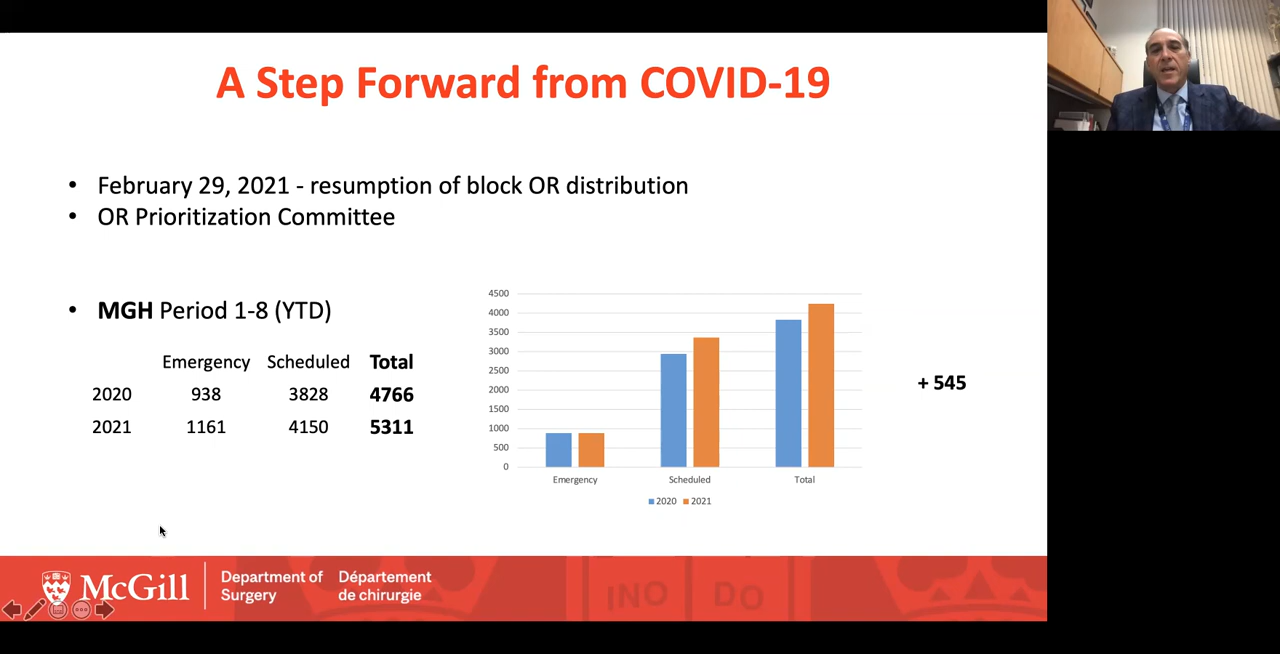 A Step Forward from COVID-19
• February 29, 2021 - resumption of block OR distribution
• OR Prioritization Committee
• MGH Period 1-8 (YTD)
Emergency Scheduled Total
2020 938 3828 4766
2021 1161 4150 5311
4500
4000
3500
3000
2500
2000
1500
1000
500
0
Emergency Scheduled Total
2020 2021
+ 545
McGill
Department of
Surgery
Département
de chirurgie
INO DO